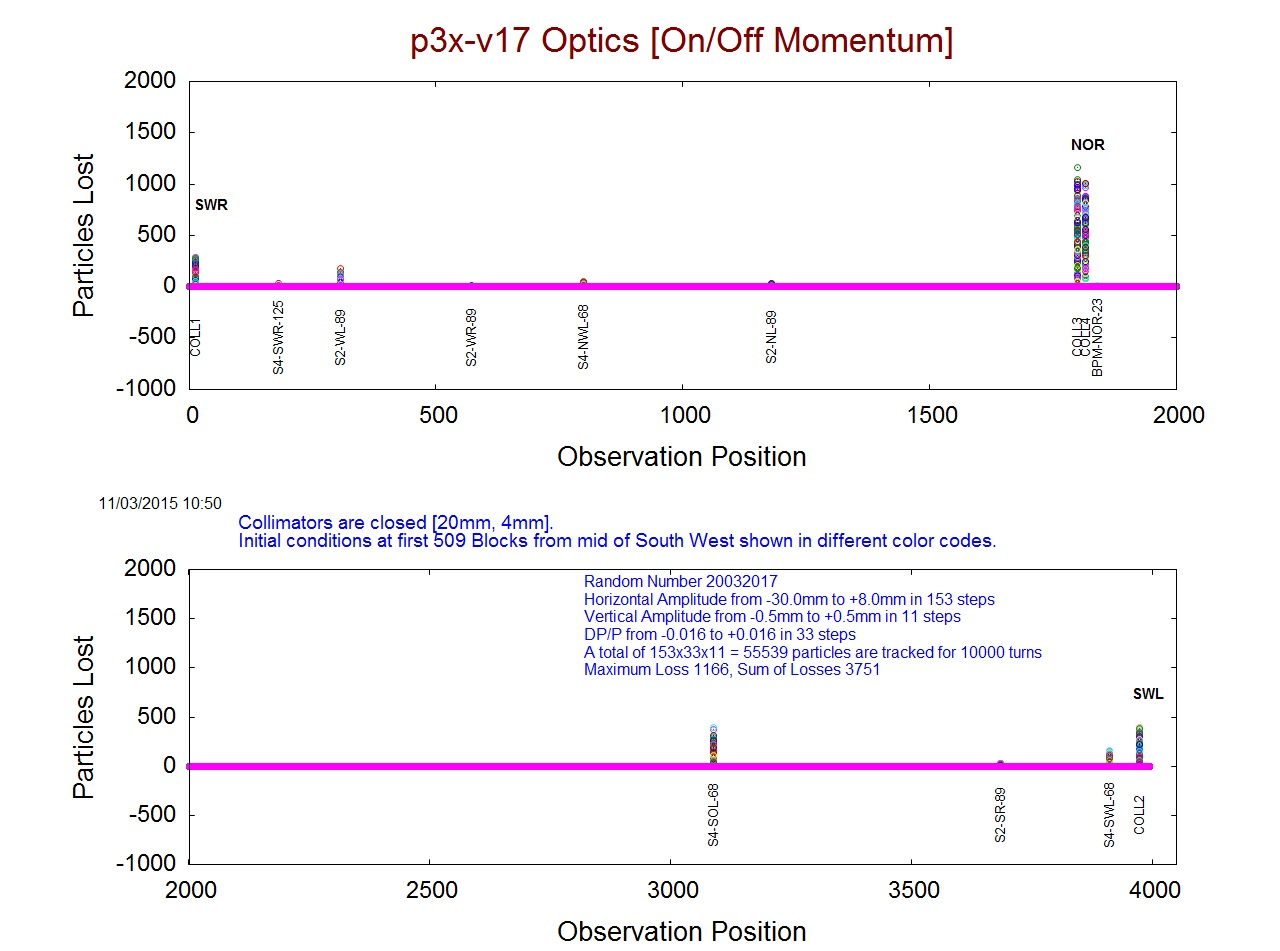 p3x-v17 Optics [On/Off Momentum]
2000
1500
1000
500
0
-500
-1000
Particles Lost
SWR
NOR
COLL1
S4-SWR-125
S2-WL-89
S2-WR-89
S4-NWL-68
S2-NL-89
COLL3
COLL4
BPM-NOR-23
0 500 1000 1500 2000
Observation Position
11/03/2015 10:50
Collimators are closed [20mm, 4mm].
Initial conditions at first 509 Blocks from mid of South West shown in different color codes.
2000
1500
1000
500
0
-500
-1000
Particles Lost
Random Number 20032017
Horizontal Amplitude from -30.0mm to +8.0mm in 153 steps
Vertical Amplitude from -0.5mm to +0.5mm in 11 steps
DP/P from -0.016 to +0.016 in 33 steps
A total of 153x33x11 = 55539 particles are tracked for 10000 turns
Maximum Loss 1166, Sum of Losses 3751
SWL
S4-SOL-68
S2-SR-89
S4-SWL-68
COLL2
2000 2500 3000 3500 4000
Observation Position